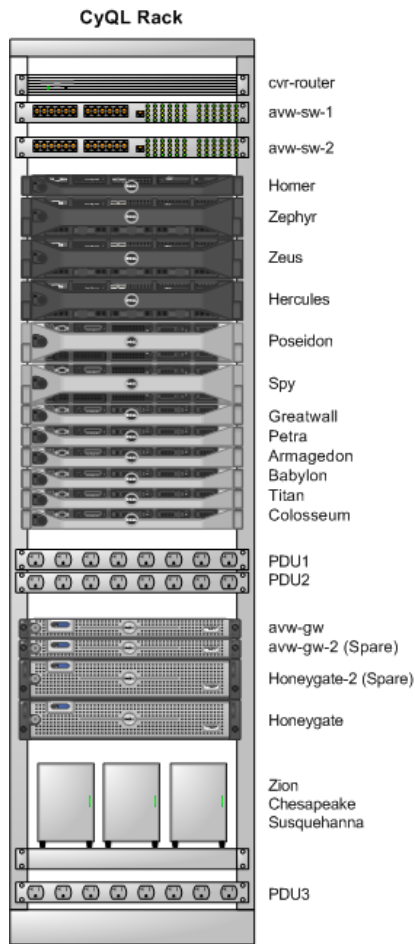 CyQL Rack
cvr-router
avw-sw-1
avw-sw-2
Homer
Zephyr
Zeus
Hercules
Poseidon
Spy
Greatwall
Petra
Armagedon
Babylon
Titan
Colosseum
PDU1
PDU2
avw-gw
avw-gw-2 (Spare)
Honeygate-2 (Spare)
Honeygate
Zion
Chesapeake
Susquehanna
PDU3